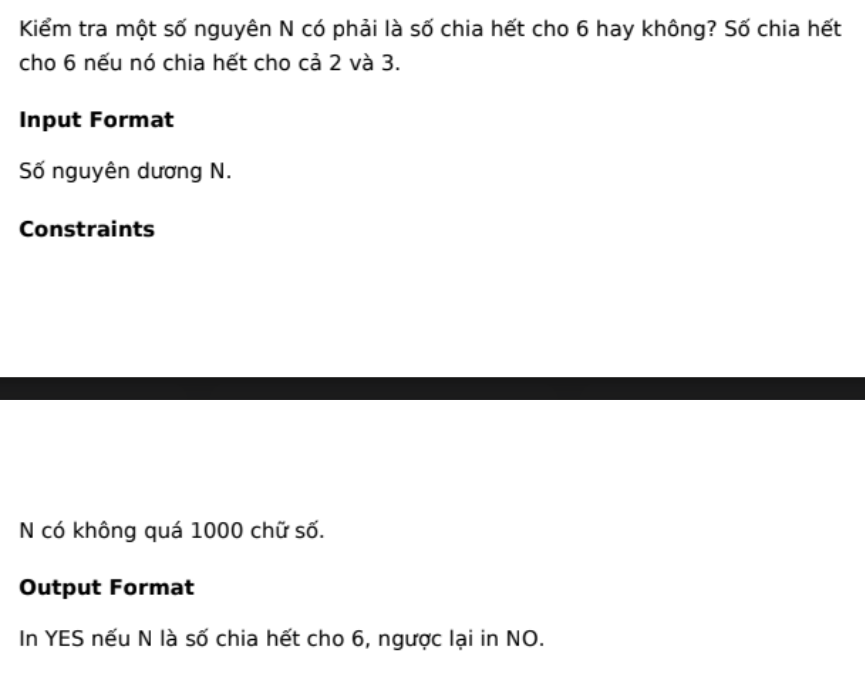 Kiểm tra một số nguyên N có phải là số chia hết cho 6 hay không? Số chia hết
cho 6 nếu nó chia hết cho cả 2 và 3.
Input Format
Số nguyên dương N.
Constraints
N có không quá 1000 chữ số.
Output Format
In YES nếu N là số chia hết cho 6, ngược lại in NO.